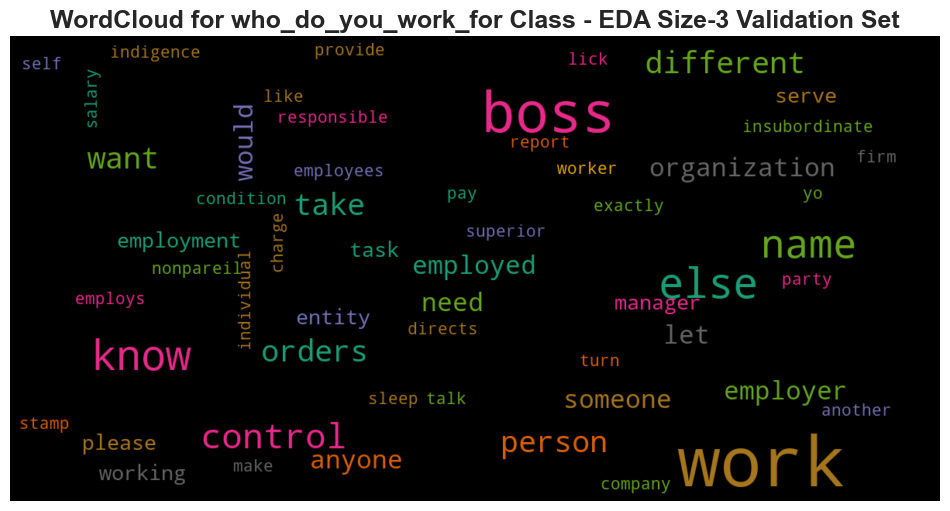 WordCloud for who_do_you_work_for Class - EDA Size-3 Validation Set
self
indigence
provide
lick
different
salary
like
boss
serve
would
responsible
insubordinate
want
report
employees
worker
organization
firm
condition
take
pay
exactly
yo
employment
charge
task
superior
name
nonpareil
individual
employed
else
party
employs
need
manager
entity
directs
let
know
orders
turn
sleep
talk
someone
employer
another
stamp
please
control
person
working
make
anyone
work
company